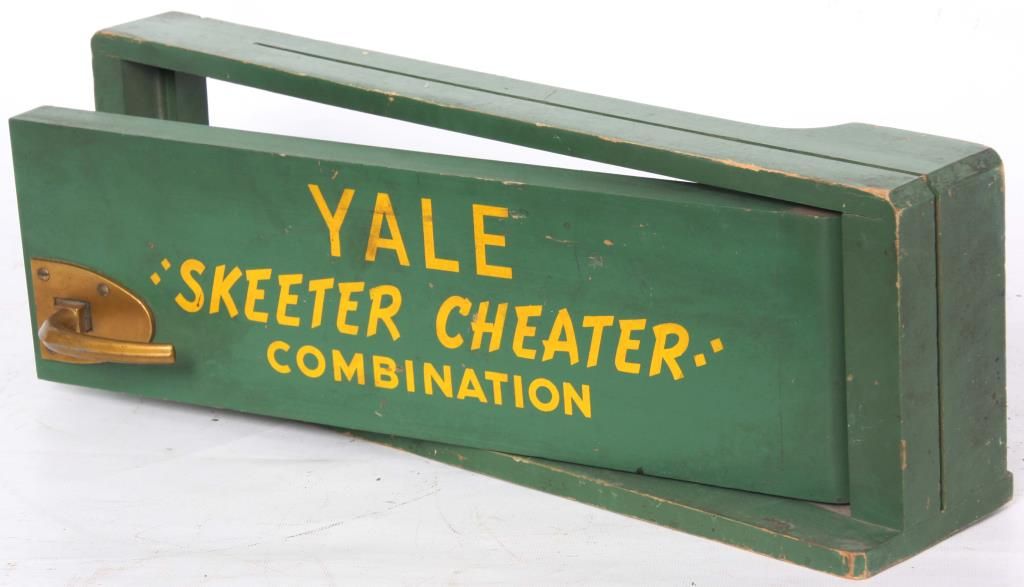 YALE
"SKEETER CHEATER"
COMBINATION